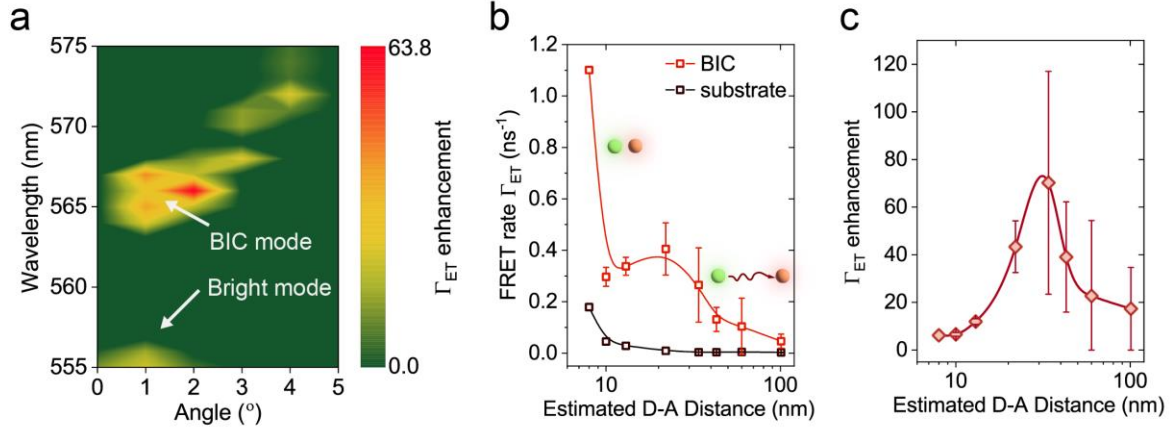 a
575
570
565
560
555
Wavelength (nm)
0
1
2
3
4
5
Angle (°)
BIC mode
Bright mode
63.8
0.0
Γ_ET enhancement
b
1.2
1.0
0.8
0.6
0.4
0.2
0.0
FRET rate Γ_ET (ns⁻¹)
BIC
substrate
10
100
Estimated D-A Distance (nm)
c
120
100
80
60
40
20
0
Γ_ET enhancement
10
100
Estimated D-A Distance (nm)